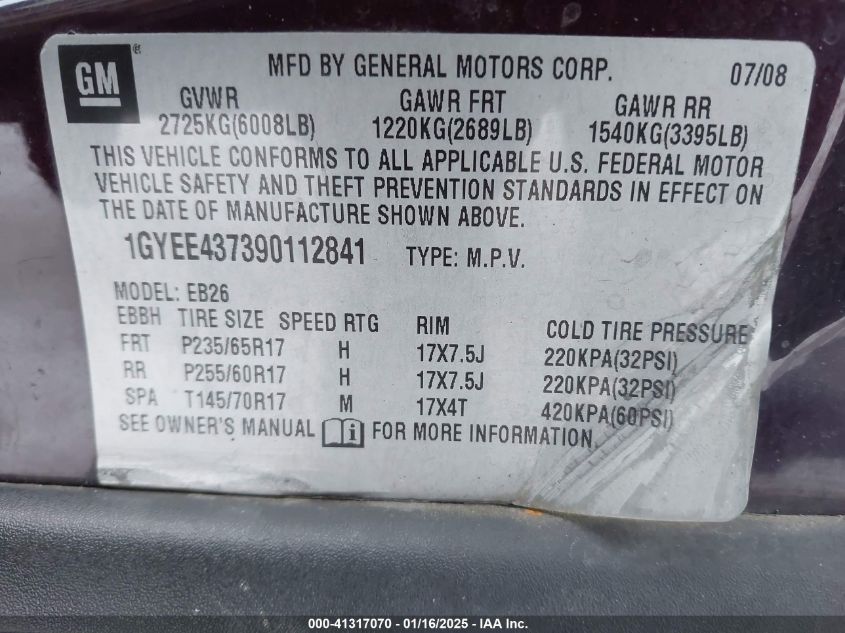 GM ®
MFD BY GENERAL MOTORS CORP. 07/08
GVWR GAWR FRT GAWR RR
2725KG(6008LB) 1220KG(2689LB) 1540KG(3395LB)
THIS VEHICLE CONFORMS TO ALL APPLICABLE U.S. FEDERAL MOTOR
VEHICLE SAFETY AND THEFT PREVENTION STANDARDS IN EFFECT ON
THE DATE OF MANUFACTURE SHOWN ABOVE.
1GYEE437390112841 TYPE: M.P.V.
MODEL: EB26
EBBH TIRE SIZE SPEED RTG RIM COLD TIRE PRESSURE
FRT P235/65R17 H 17X7.5J 220KPA(32PSI)
RR P255/60R17 H 17X7.5J 220KPA(32PSI)
SPA T145/70R17 M 17X4T 420KPA(60PSI)
SEE OWNER'S MANUAL i FOR MORE INFORMATION.
000-41317070 - 01/16/2025 - IAA Inc.